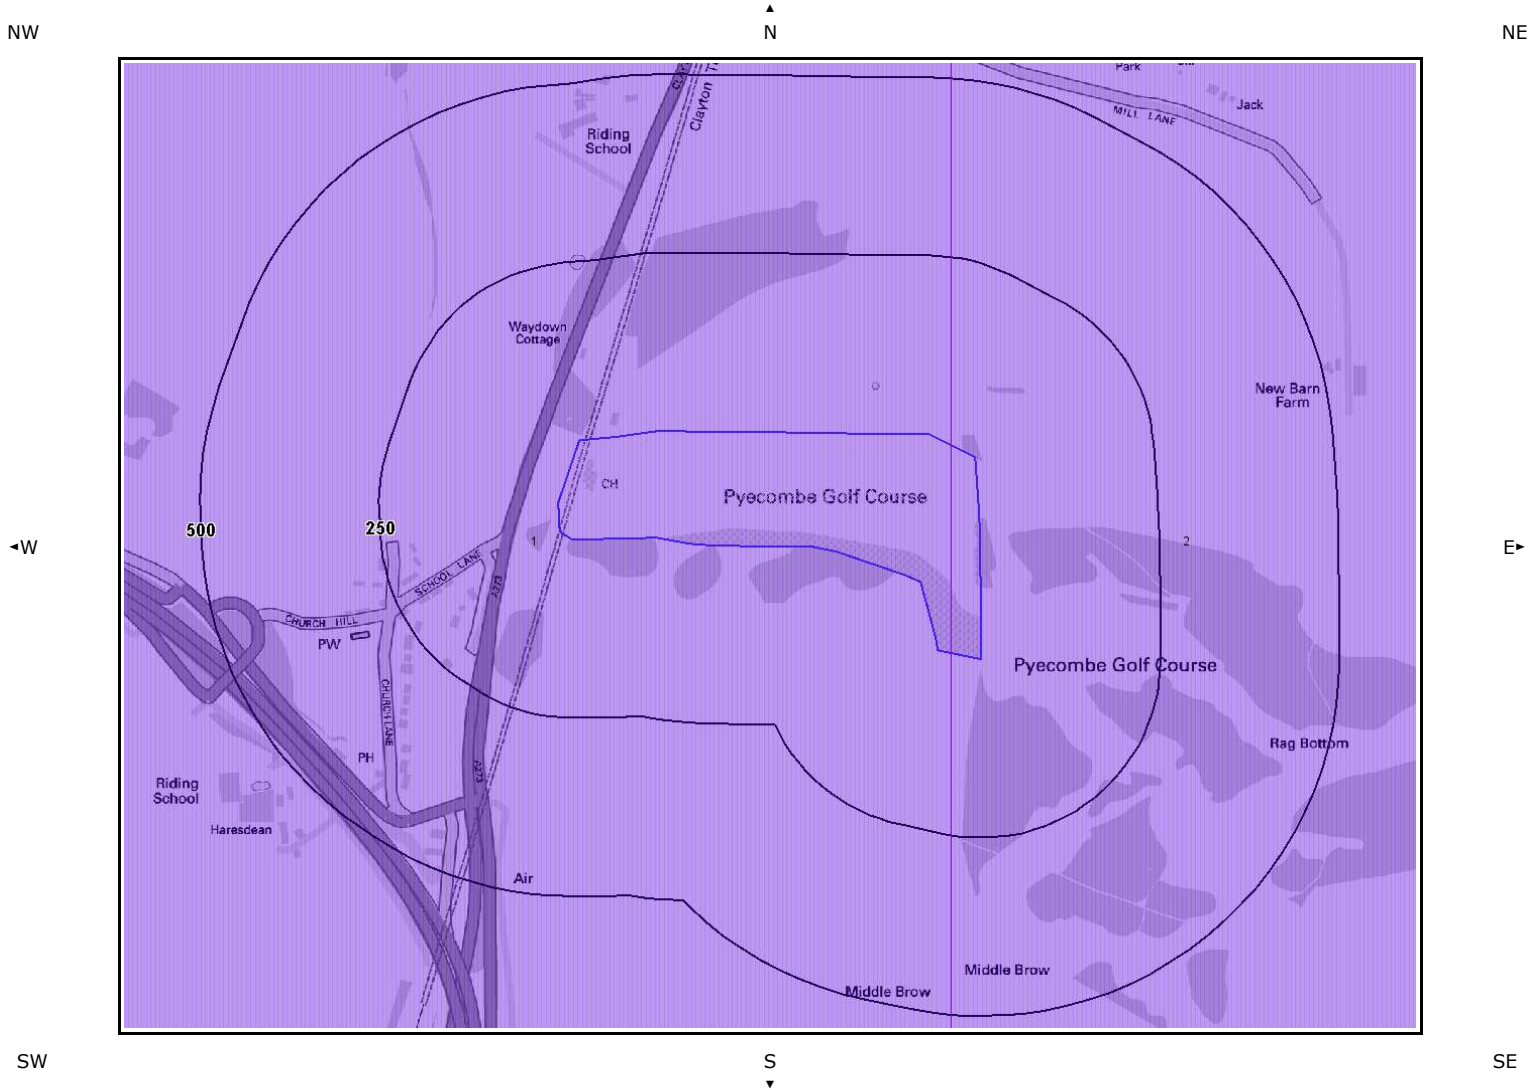 NW
N
NE
Park
Clayton
Jack
MILL LANE
Riding
School
Waydown
Cottage
New Barn
Farm
CH
Pyecombe Golf Course
500
250
W
1
2
E
SCHOOL LANE
A273
CHURCH HILL
PW
Pyecombe Golf Course
CHURCH LANE
Rag Bottom
PH
A273
Riding
School
Haresdean
Air
Middle Brow
Middle Brow
SW
S
SE